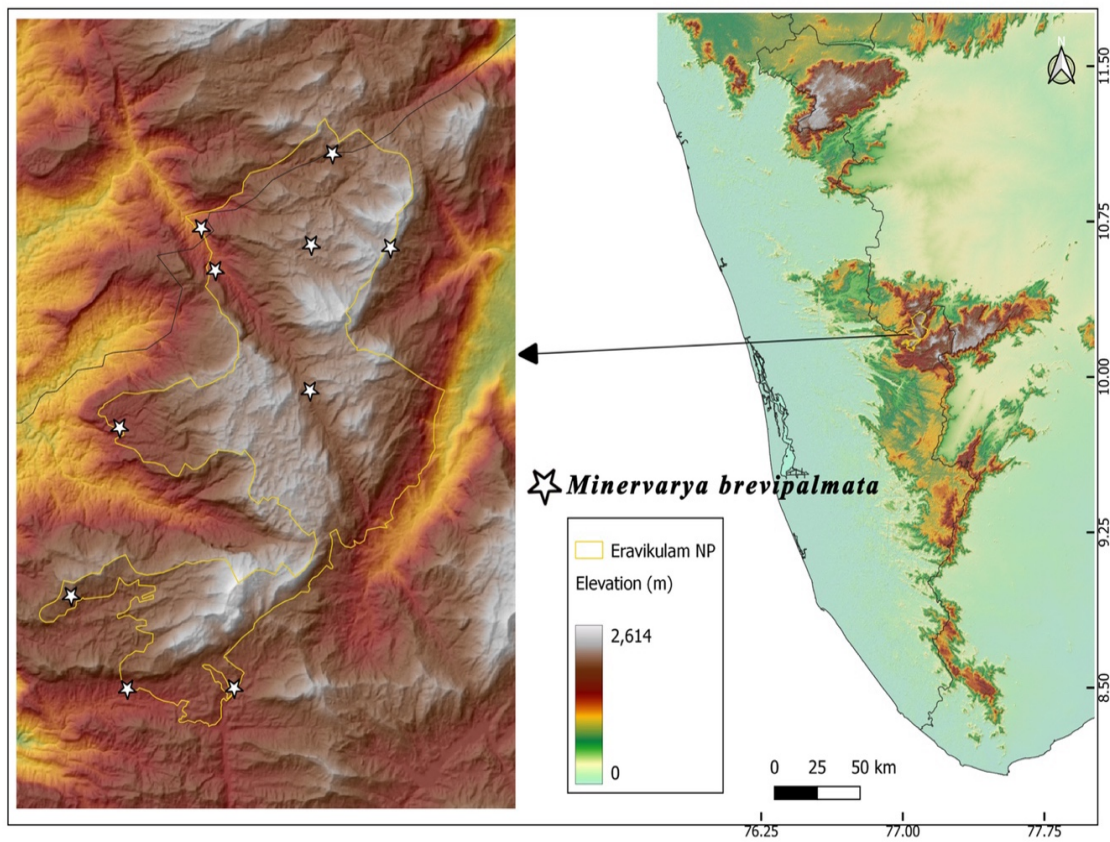 N
11.50
10.75
10.00
9.25
8.50
Minervarya brevipalmata
Eravikulam NP
Elevation (m)
2,614
0
0 25 50 km
76.25 77.00 77.75